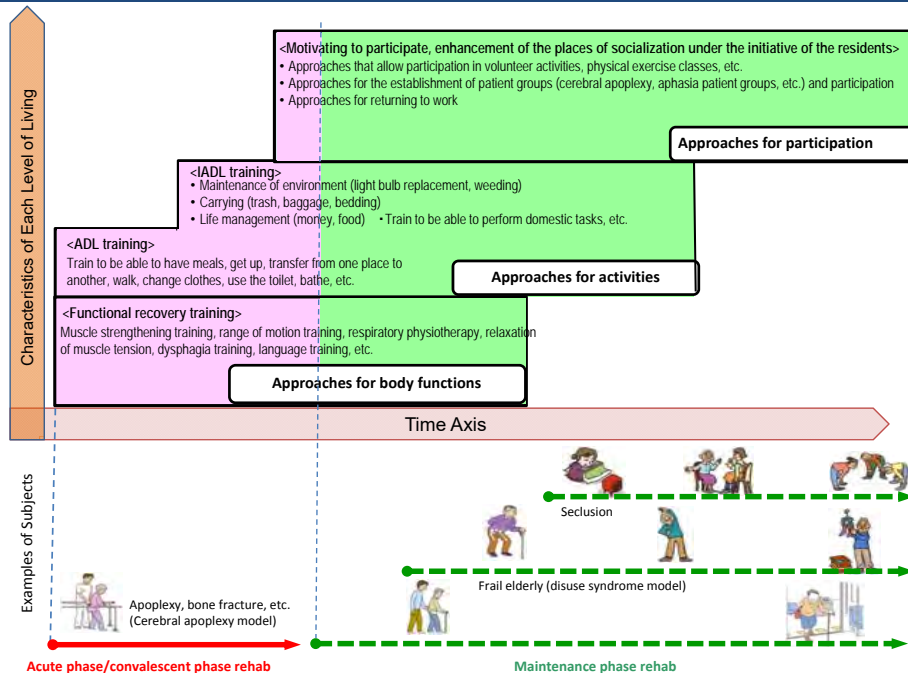 Characteristics of Each Level of Living
<Motivating to participate, enhancement of the places of socialization under the initiative of the residents>
• Approaches that allow participation in volunteer activities, physical exercise classes, etc.
• Approaches for the establishment of patient groups (cerebral apoplexy, aphasia patient groups, etc.) and participation
• Approaches for returning to work
Approaches for participation
<IADL training>
• Maintenance of environment (light bulb replacement, weeding)
• Carrying (trash, baggage, bedding)
• Life management (money, food) • Train to be able to perform domestic tasks, etc.
<ADL training>
Train to be able to have meals, get up, transfer from one place to
another, walk, change clothes, use the toilet, bathe, etc.
Approaches for activities
<Functional recovery training>
Muscle strengthening training, range of motion training, respiratory physiotherapy, relaxation
of muscle tension, dysphagia training, language training, etc.
Approaches for body functions
Time Axis
Examples of Subjects
Seclusion
Frail elderly (disuse syndrome model)
Apoplexy, bone fracture, etc.
(Cerebral apoplexy model)
Acute phase/convalescent phase rehab
Maintenance phase rehab